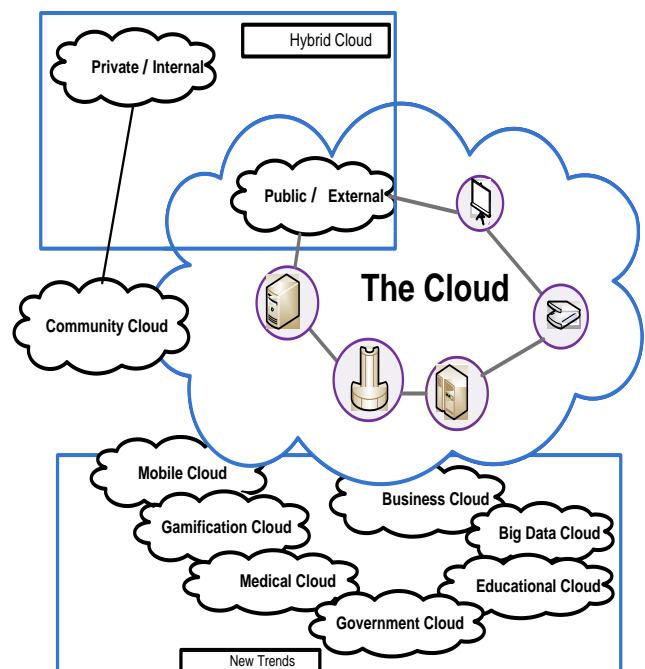 Hybrid Cloud
Private / Internal
Public / External
The Cloud
Community Cloud
Mobile Cloud
Business Cloud
Gamification Cloud
Big Data Cloud
Medical Cloud
Educational Cloud
Government Cloud
New Trends